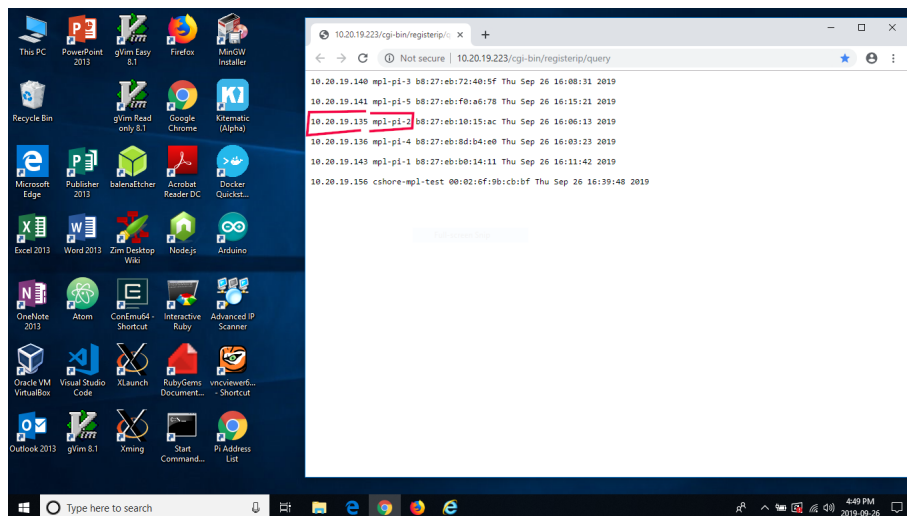 This PC
PowerPoint 2013
gVim Easy 8.1
Firefox
MinGW Installer
Recycle Bin
gVim Read only 8.1
Google Chrome
Kitematic (Alpha)
Microsoft Edge
Publisher 2013
balenaEtcher
Acrobat Reader DC
Docker Quickst...
Excel 2013
Word 2013
Zim Desktop Wiki
Node.js
Arduino
OneNote 2013
Atom
ConEmu64 - Shortcut
Interactive Ruby
Advanced IP Scanner
Oracle VM VirtualBox
Visual Studio Code
XLaunch
RubyGems Document...
vncviewer6... - Shortcut
Outlook 2013
gVim 8.1
Xming
Start Command...
Pi Address List
10.20.19.223/cgi-bin/registerip/
Not secure | 10.20.19.223/cgi-bin/registerip/query
10.20.19.140 mpl-pi-3 b8:27:eb:72:40:5f Thu Sep 26 16:08:31 2019
10.20.19.141 mpl-pi-5 b8:27:eb:f0:a6:78 Thu Sep 26 16:15:21 2019
10.20.19.135 mpl-pi-2 b8:27:eb:10:15:ac Thu Sep 26 16:06:13 2019
10.20.19.136 mpl-pi-4 b8:27:eb:8d:b4:e0 Thu Sep 26 16:03:23 2019
10.20.19.143 mpl-pi-1 b8:27:eb:b0:14:11 Thu Sep 26 16:11:42 2019
10.20.19.156 cshore-mpl-test 00:02:6f:9b:cb:bf Thu Sep 26 16:39:48 2019
Type here to search
4:49 PM
2019-09-26